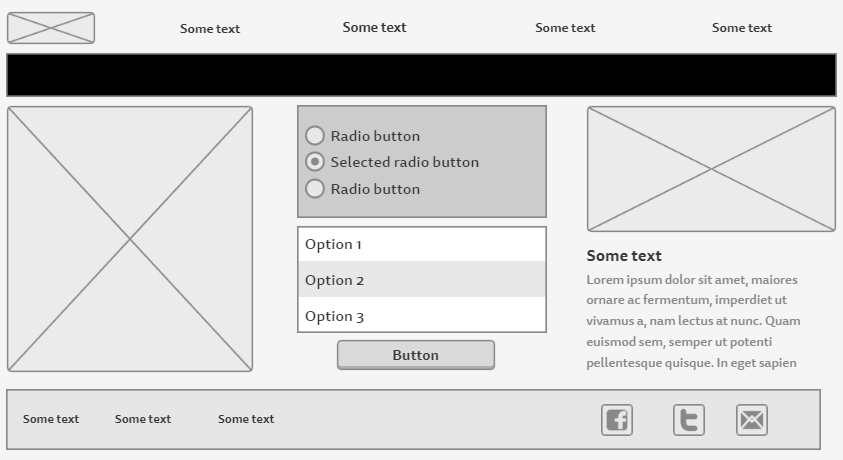 Some text
Some text
Some text
Some text
Radio button
Selected radio button
Radio button
Option 1
Option 2
Option 3
Button
Some text
Lorem ipsum dolor sit amet, maiores
ornare ac fermentum, imperdiet ut
vivamus a, nam lectus at nunc. Quam
euismod sem, semper ut potenti
pellentesque quisque. In eget sapien
Some text
Some text
Some text